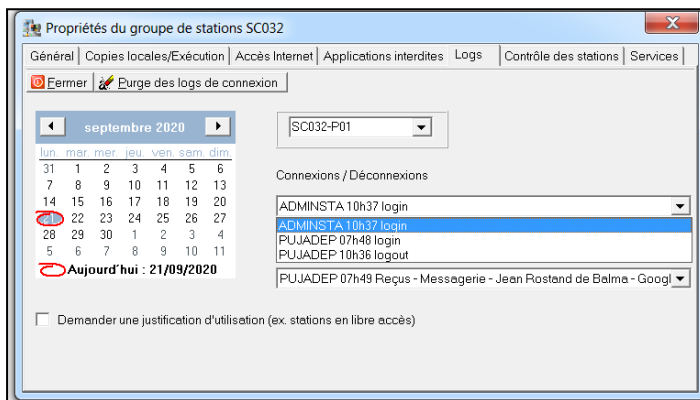 Propriétés du groupe de stations SC032
Général Copies locales/Exécution Accès Internet Applications interdites Logs Contrôle des stations Services
Fermer Purge des logs de connexion
septembre 2020
SC032-P01
lun. mar. mer. jeu. ven. sam. dim.
31 1 2 3 4 5 6
7 8 9 10 11 12 13
14 15 16 17 18 19 20
21 22 23 24 25 26 27
28 29 30 1 2 3 4
5 6 7 8 9 10 11
Aujourd'hui : 21/09/2020
Connexions / Déconnexions
ADMINSTA 10h37 login
ADMINSTA 10h37 login
PUJADEP 07h48 login
PUJADEP 10h36 logout
PUJADEP 07h49 Reçus - Messagerie - Jean Rostand de Balma - Googl
Demander une justification d'utilisation (ex. stations en libre accès)